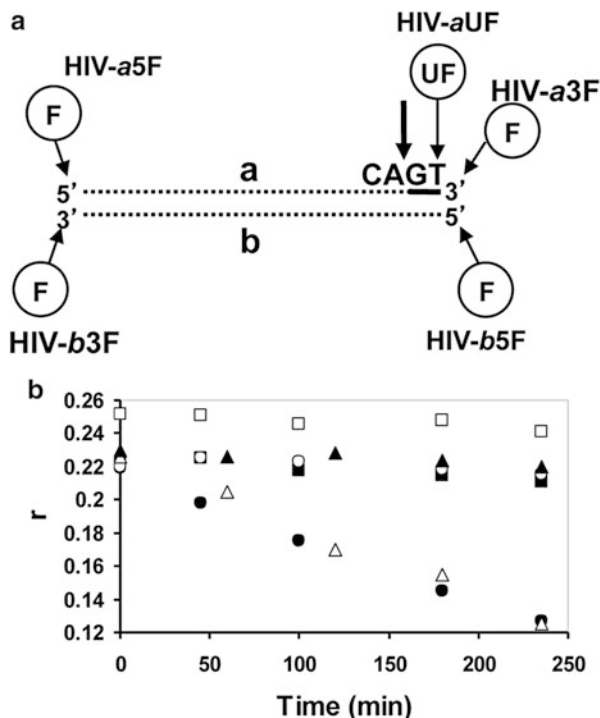 a
HIV-aUF
HIV-a5F
UF
HIV-a3F
F
F
CAGT
a
5’
3’
3’
5’
b
F
F
HIV-b3F
HIV-b5F
b
0.26
0.24
0.22
0.2
0.18
0.16
0.14
0.12
r
0
50
100
150
200
250
Time (min)